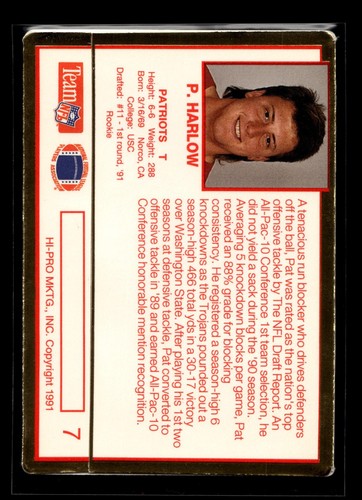 P. HARLOW
PATRIOTS T
Height: 6-6 Weight: 288
Born: 3/16/69 Norco, CA
College: USC
Drafted: #11 - 1st round, '91
Rookie
A tenacious run blocker who drives defenders
off the ball, Pat was rated as the nation's top
offensive tackle by The NFL Draft Report. An
All-Pac-10 Conference 1st team selection, he
did not yield a sack during the '90 season.
Averaging 5 knockdown blocks per game, Pat
received an 88% grade for blocking
consistency. He registered a season-high 6
knockdowns as the Trojans pounded out a
season-high 466 total yds in a 30-17 victory
over Washington State. After playing his 1st two
seasons at defensive tackle, Pat converted to
offensive tackle in '89 and earned All-Pac-10
Conference honorable mention recognition.
Team
NFL
7
HI-PRO MKTG., INC. Copyright 1991